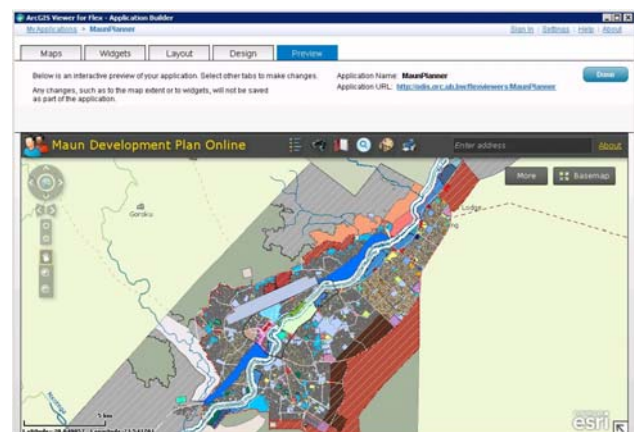 ArcGIS Viewer for Flex - Application Builder
My Applications MaunPlanner
Sign In Settings Help About
Maps Widgets Layout Design Preview
Below is an interactive preview of your application. Select other tabs to make changes.
Any changes, such as to the map extent or to widgets, will not be saved
as part of the application.
Application Name: MaunPlanner
Application URL: http://odis.orc.ub.bw/flexviewers/MaunPlanner
Done
Maun Development Plan Online
Enter address
About
More
Basemap
Goraku
Lodge
5 km
esri